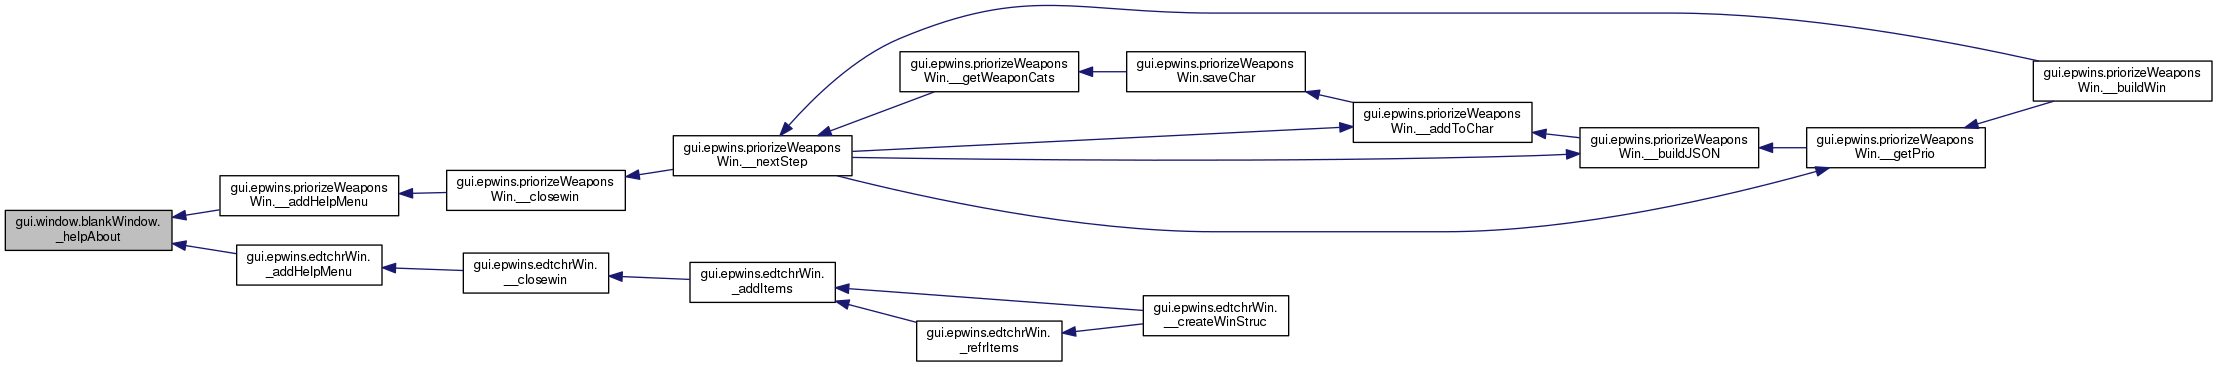 gui.epwins.priorizeWeapons
Win.__getWeaponCats
gui.epwins.priorizeWeapons
Win.saveChar
gui.epwins.priorizeWeapons
Win.__buildWin
gui.epwins.priorizeWeapons
Win.__addToChar
gui.epwins.priorizeWeapons
Win.__nextStep
gui.epwins.priorizeWeapons
Win.__buildJSON
gui.epwins.priorizeWeapons
Win.__getPrio
gui.epwins.priorizeWeapons
Win.__addHelpMenu
gui.epwins.priorizeWeapons
Win.__closewin
gui.window.blankWindow.
_helpAbout
gui.epwins.edtchrWin.
_addHelpMenu
gui.epwins.edtchrWin.
__closewin
gui.epwins.edtchrWin.
_addItems
gui.epwins.edtchrWin.
__createWinStruc
gui.epwins.edtchrWin.
_refrItems